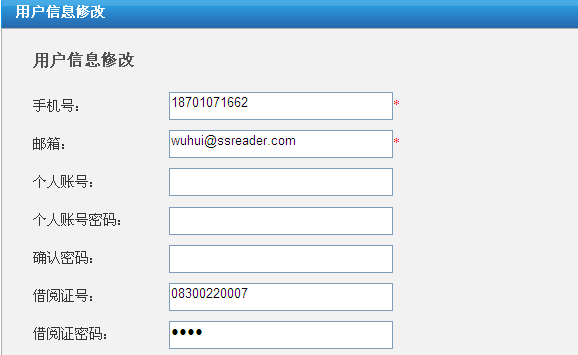 用户信息修改
用户信息修改
手机号： 18701071662 *
邮箱： wuhui@ssreader.com *
个人账号：
个人账号密码：
确认密码：
借阅证号： 08300220007
借阅证密码： ●●●●